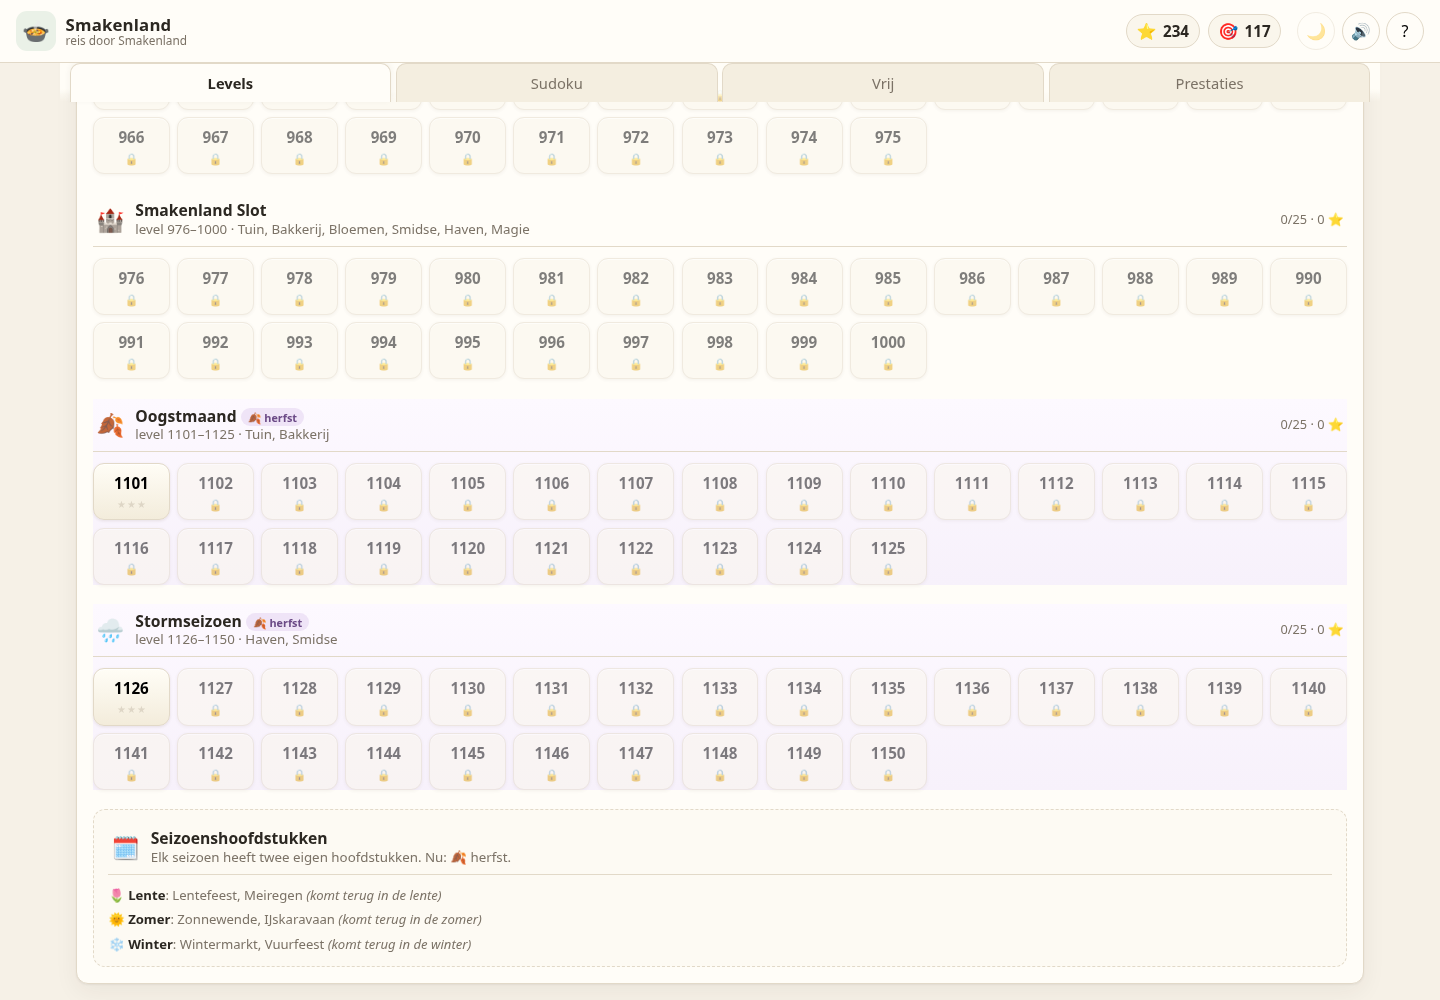 Smakenland
reis door Smakenland
⭐ 234 🎯 117 🌙 🔊 ?
Levels Sudoku Vrij Prestaties
966 967 968 969 970 971 972 973 974 975
Smakenland Slot
level 976–1000 · Tuin, Bakkerij, Bloemen, Smidse, Haven, Magie
0/25 · 0 ⭐
976 977 978 979 980 981 982 983 984 985 986 987 988 989 990
991 992 993 994 995 996 997 998 999 1000
Oogstmaand 🍂 herfst
level 1101–1125 · Tuin, Bakkerij
0/25 · 0 ⭐
1101 1102 1103 1104 1105 1106 1107 1108 1109 1110 1111 1112 1113 1114 1115
★★★
1116 1117 1118 1119 1120 1121 1122 1123 1124 1125
Stormseizoen 🍂 herfst
level 1126–1150 · Haven, Smidse
0/25 · 0 ⭐
1126 1127 1128 1129 1130 1131 1132 1133 1134 1135 1136 1137 1138 1139 1140
★★★
1141 1142 1143 1144 1145 1146 1147 1148 1149 1150
Seizoenshoofdstukken
Elk seizoen heeft twee eigen hoofdstukken. Nu: 🍂 herfst.
🌷 Lente: Lentefeest, Meiregen (komt terug in de lente)
🌞 Zomer: Zonnewende, IJskaravaan (komt terug in de zomer)
❄️ Winter: Wintermarkt, Vuurfeest (komt terug in de winter)